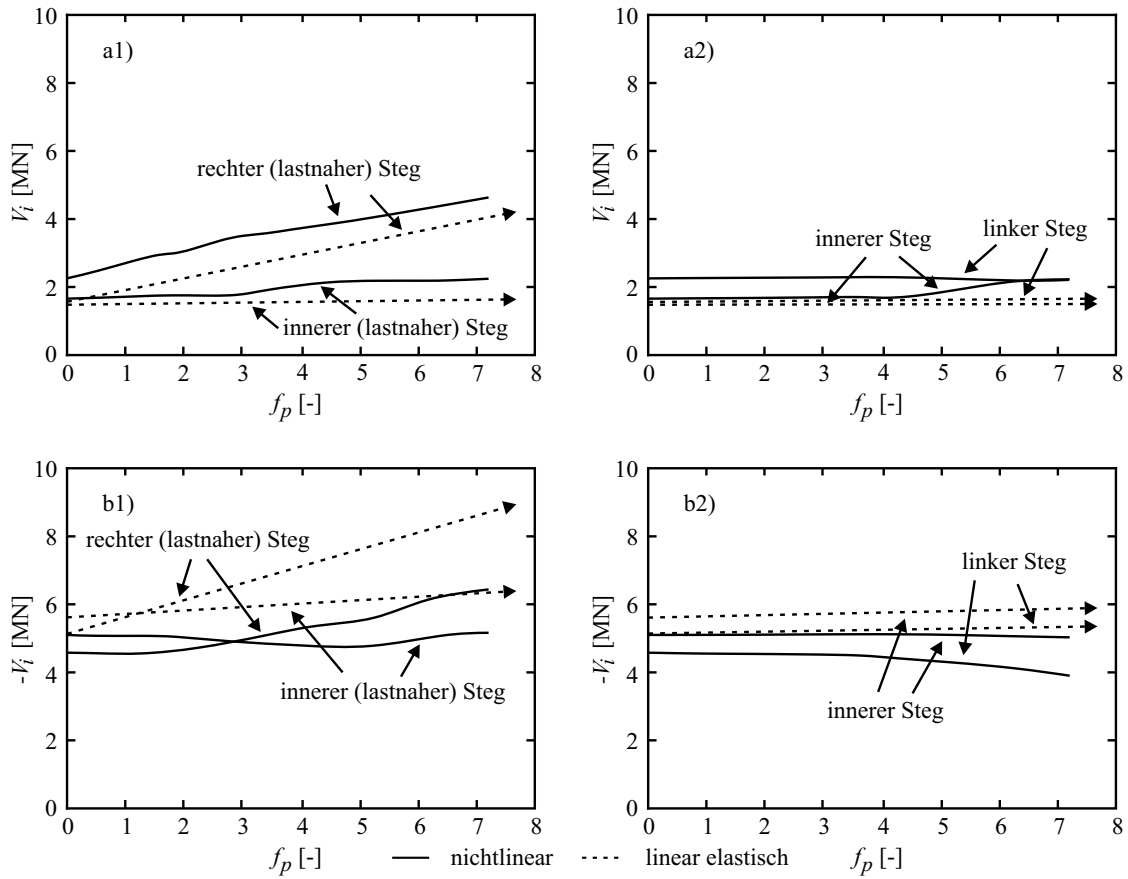 10
8
6
4
2
0
V_i [MN]
a1)
rechter (lastnaher) Steg
innerer (lastnaher) Steg
0 1 2 3 4 5 6 7 8
f_p [-]
10
8
6
4
2
0
V_i [MN]
a2)
innerer Steg
linker Steg
0 1 2 3 4 5 6 7 8
f_p [-]
10
8
6
4
2
0
-V_i [MN]
b1)
rechter (lastnaher) Steg
innerer (lastnaher) Steg
0 1 2 3 4 5 6 7 8
f_p [-]
10
8
6
4
2
0
-V_i [MN]
b2)
linker Steg
innerer Steg
0 1 2 3 4 5 6 7 8
f_p [-]
nichtlinear
linear elastisch